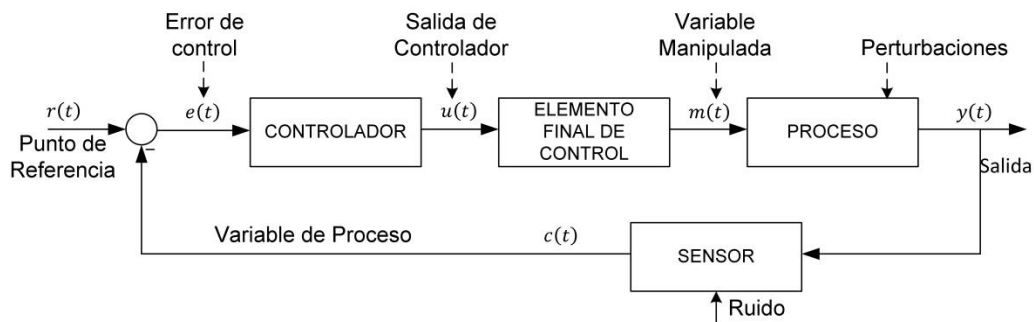 Error de
control
Salida de
Controlador
Variable
Manipulada
Perturbaciones
r(t)
e(t)
CONTROLADOR
u(t)
ELEMENTO
FINAL DE
CONTROL
m(t)
PROCESO
y(t)
Punto de
Referencia
Salida
Variable de Proceso
c(t)
SENSOR
Ruido